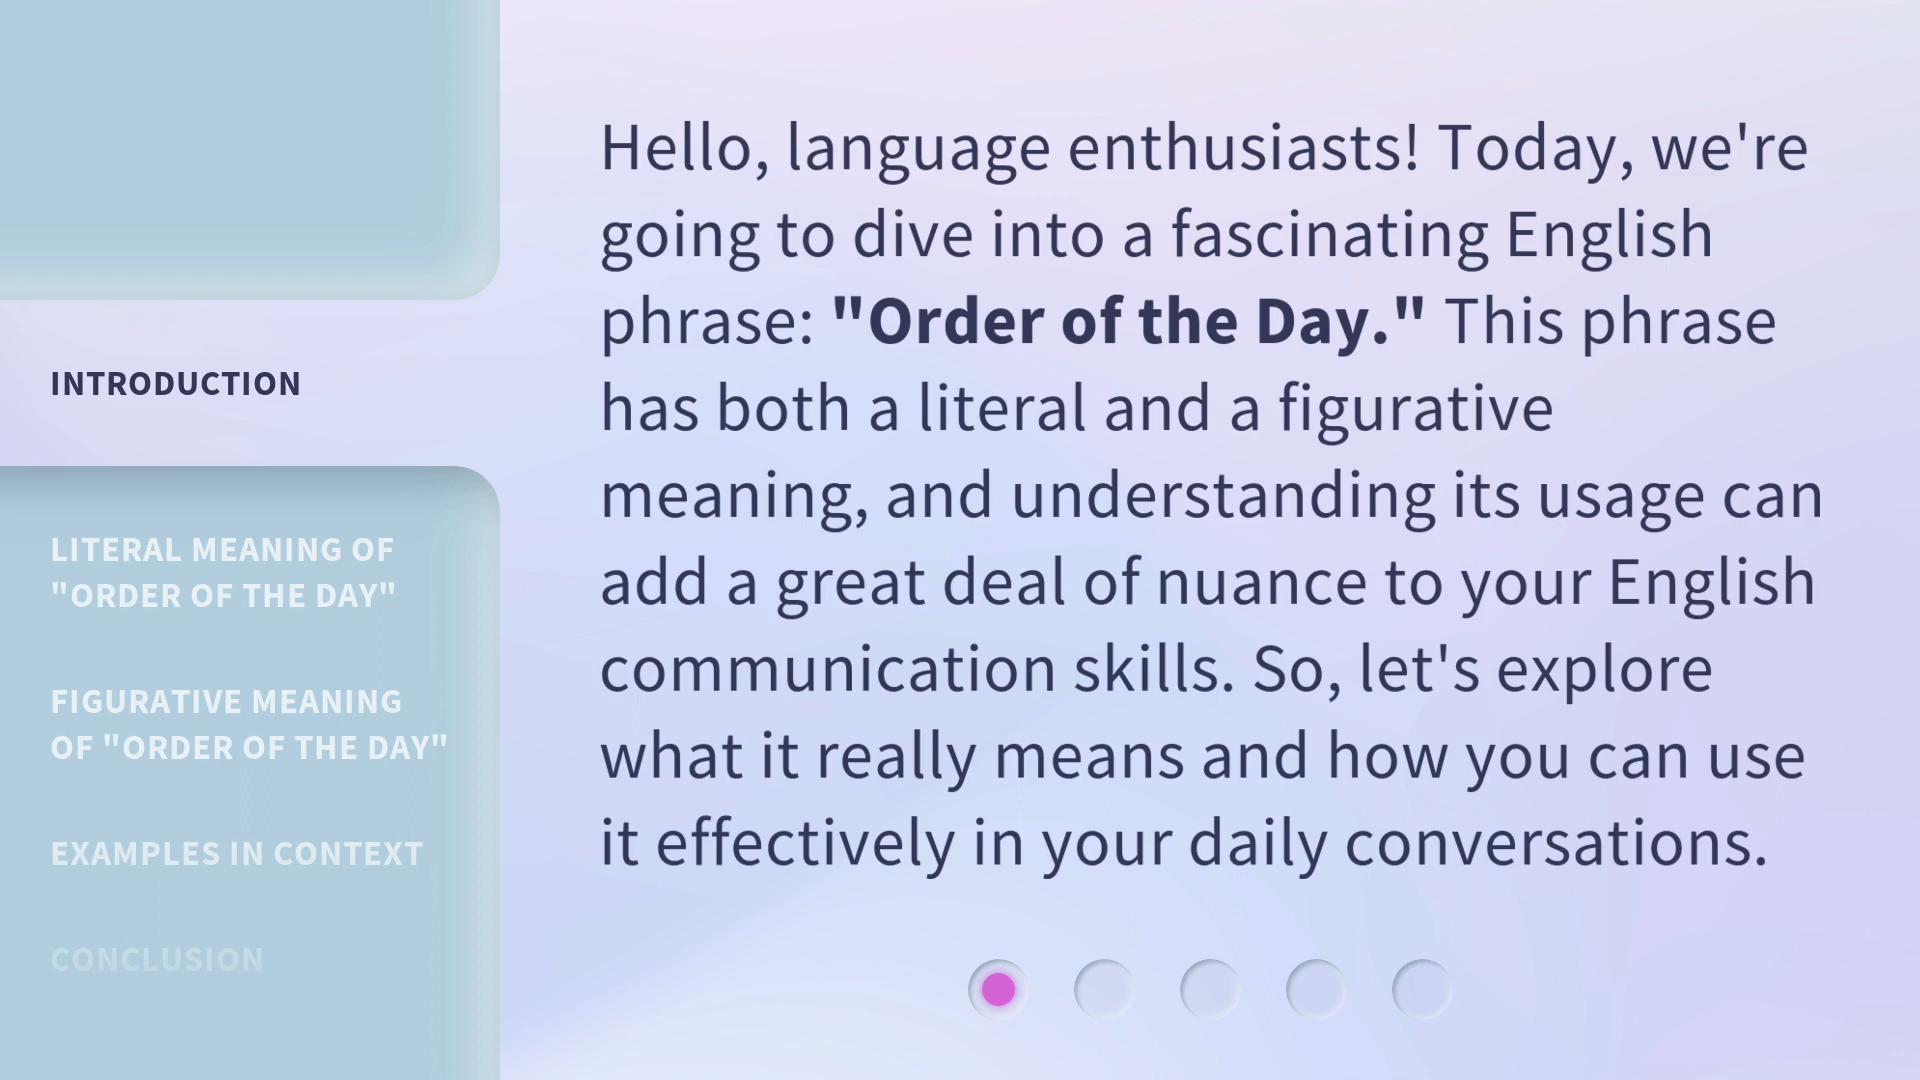 INTRODUCTION
LITERAL MEANING OF
"ORDER OF THE DAY"
FIGURATIVE MEANING
OF "ORDER OF THE DAY"
EXAMPLES IN CONTEXT
CONCLUSION
Hello, language enthusiasts! Today, we're
going to dive into a fascinating English
phrase: "Order of the Day." This phrase
has both a literal and a figurative
meaning, and understanding its usage can
add a great deal of nuance to your English
communication skills. So, let's explore
what it really means and how you can use
it effectively in your daily conversations.